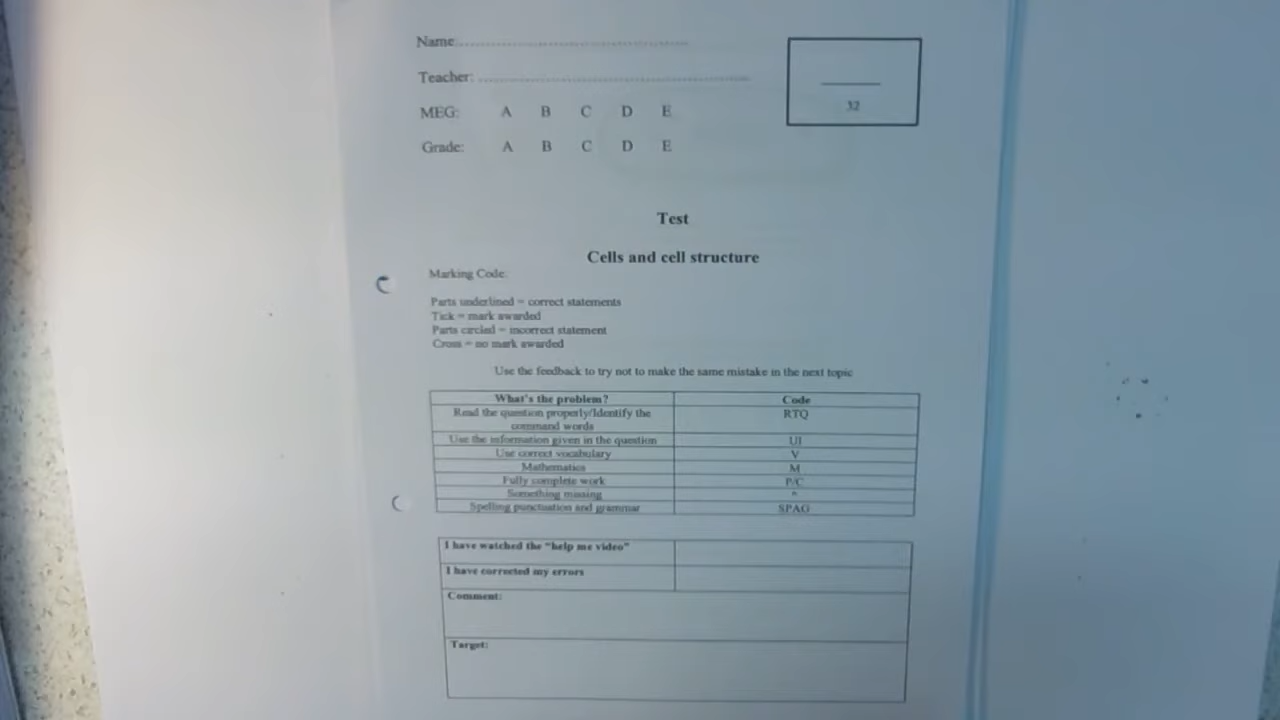 Name:..............................................
Teacher: ......................................................
MEG: A B C D E
Grade: A B C D E
32
Test
Cells and cell structure
Marking Code:
Parts underlined = correct statements
Tick = mark awarded
Parts circled = incorrect statement
Cross = no mark awarded
Use the feedback to try not to make the same mistake in the next topic
What's the problem? Code
Read the question properly/Identify the command words RTQ
Use the information given in the question UI
Use correct vocabulary V
Mathematics M
Fully complete work F/C
Something missing ^
Spelling punctuation and grammar SPAG
I have watched the "help me video"
I have corrected my errors
Comment:
Target: